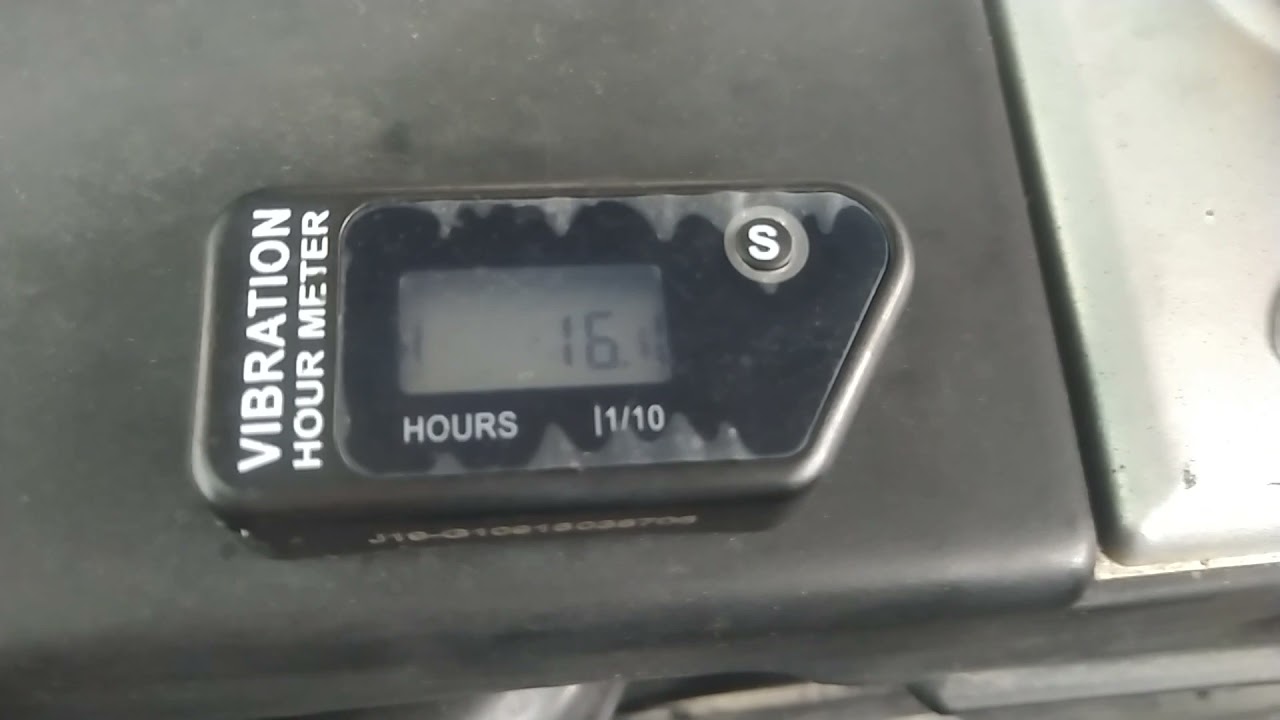 VIBRATION
HOUR METER
S
16.
HOURS |1/10